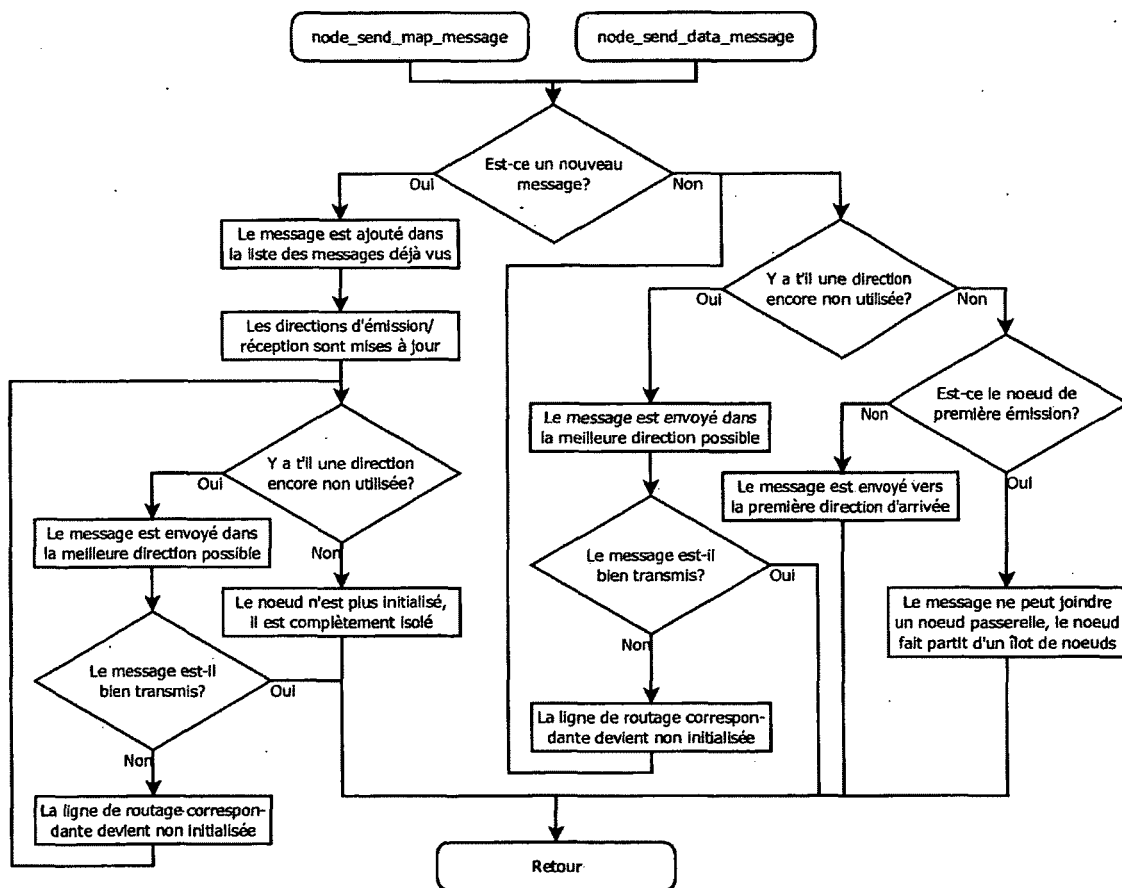 node_send_map_message
node_send_data_message
Est-ce un nouveau
message?
Oui
Non
Le message est ajouté dans
la liste des messages déjà vus
Y a t'il une direction
encore non utilisée?
Oui
Non
Les directions d'émission/
réception sont mises à jour
Est-ce le noeud de
première émission?
Non
Oui
Le message est envoyé dans
la meilleure direction possible
Y a t'il une direction
encore non utilisée?
Oui
Non
Le message est envoyé vers
la première direction d'arrivée
Le message est envoyé dans
la meilleure direction possible
Le message est-il
bien transmis?
Oui
Non
Le noeud n'est plus initialisé,
il est complètement isolé
Le message ne peut joindre
un noeud passerelle, le noeud
fait partit d'un îlot de noeuds
Le message est-il
bien transmis?
Oui
Non
La ligne de routage correspon-
dante devient non initialisée
La ligne de routage correspon-
dante devient non initialisée
Retour